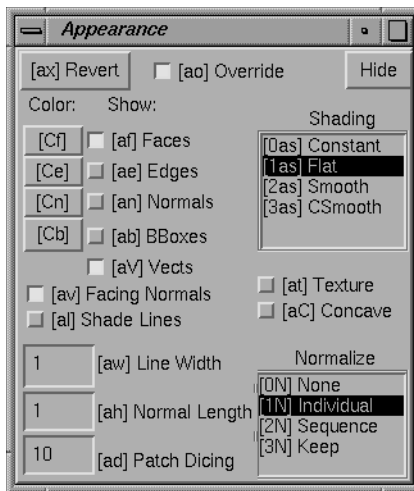 Appearance
[ax] Revert [ao] Override Hide
Color: Show:
Shading
[Cf] [af] Faces
[Ce] [ae] Edges
[Cn] [an] Normals
[Cb] [ab] BBoxes
[aV] Vects
[0as] Constant
[1as] Flat
[2as] Smooth
[3as] CSmooth
[av] Facing Normals
[al] Shade Lines
[at] Texture
[aC] Concave
1 [aw] Line Width
1 [ah] Normal Length
10 [ad] Patch Dicing
Normalize
[0N] None
[1N] Individual
[2N] Sequence
[3N] Keep